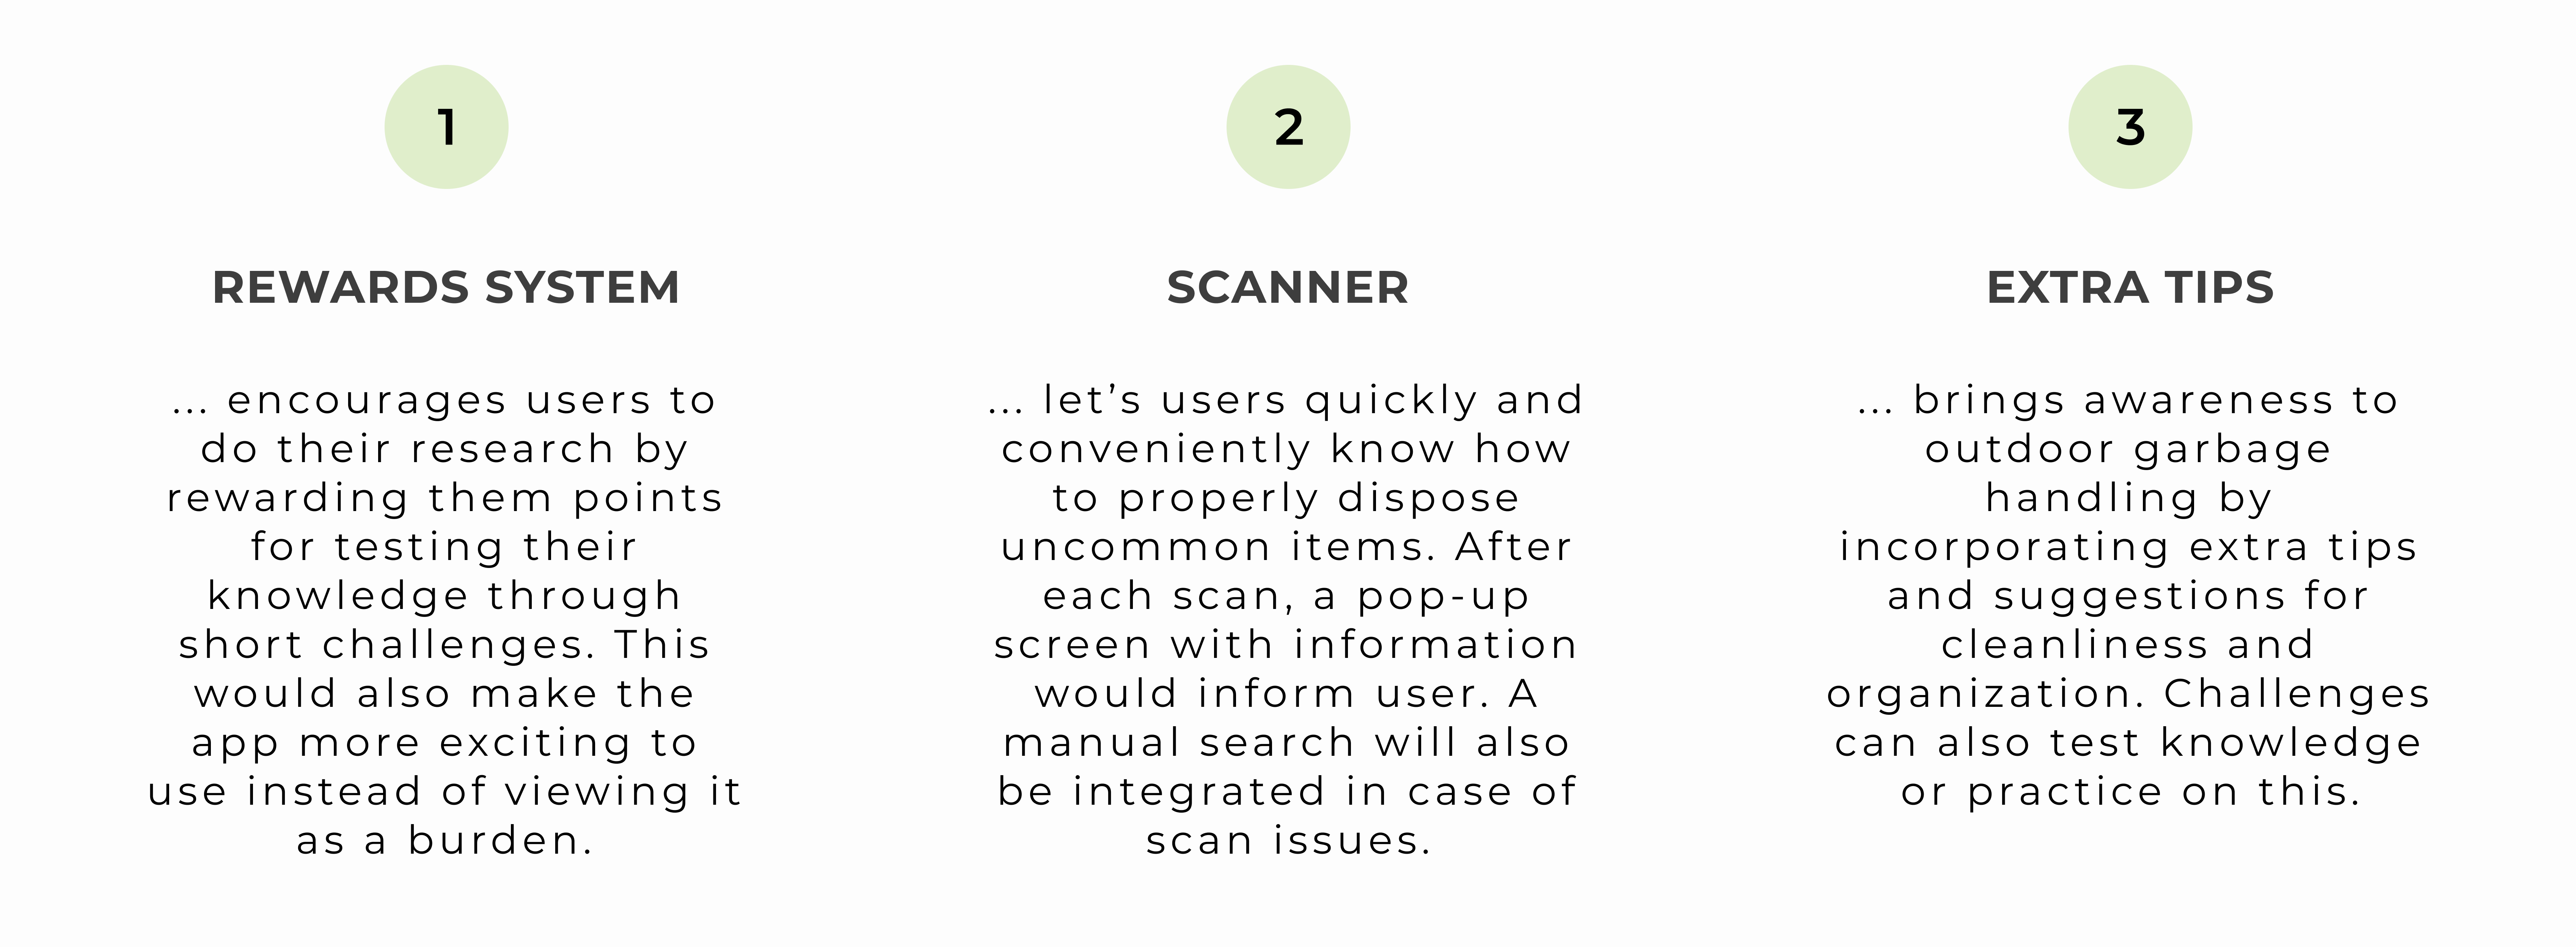 1
REWARDS SYSTEM
... encourages users to
do their research by
rewarding them points
for testing their
knowledge through
short challenges. This
would also make the
app more exciting to
use instead of viewing it
as a burden.
2
SCANNER
... let’s users quickly and
conveniently know how
to properly dispose
uncommon items. After
each scan, a pop-up
screen with information
would inform user. A
manual search will also
be integrated in case of
scan issues.
3
EXTRA TIPS
... brings awareness to
outdoor garbage
handling by
incorporating extra tips
and suggestions for
cleanliness and
organization. Challenges
can also test knowledge
or practice on this.